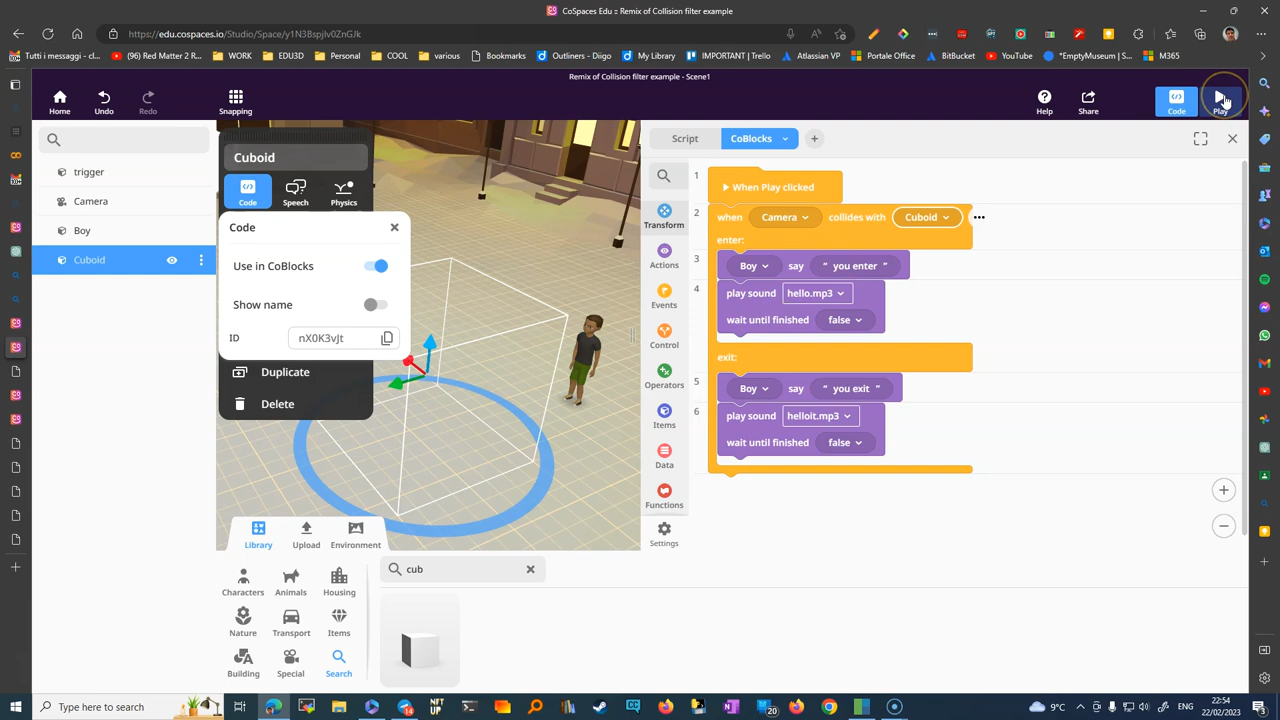 CoSpaces Edu :: Remix of Collision filter example
https://edu.cospaces.io/Studio/Space/y1N3BspjIv0ZnGJk
Tutti i messaggi - cl...
(96) Red Matter 2 R...
WORK
EDU3D
Personal
COOL
various
Bookmarks
Outliners - Diigo
My Library
IMPORTANT | Trello
Atlassian VP
Portale Office
BitBucket
YouTube
*EmptyMuseum | S...
M365
Remix of Collision filter example - Scene1
Home
Undo
Redo
Snapping
Help
Share
Code
Play
trigger
Camera
Boy
Cuboid
Cuboid
Code
Speech
Physics
Code
Use in CoBlocks
Show name
ID
nX0K3vJt
Duplicate
Delete
Script
CoBlocks
Transform
Actions
Events
Control
Operators
Items
Data
Functions
Settings
1
When Play clicked
2
when Camera collides with Cuboid
enter:
3
Boy say “ you enter ”
4
play sound hello.mp3
wait until finished false
exit:
5
Boy say “ you exit ”
6
play sound helloit.mp3
wait until finished false
Library
Upload
Environment
cub
Characters
Animals
Housing
Nature
Transport
Items
Building
Special
Search
Type here to search
NFT
UP
14
20
9°C
22:54
22/02/2023